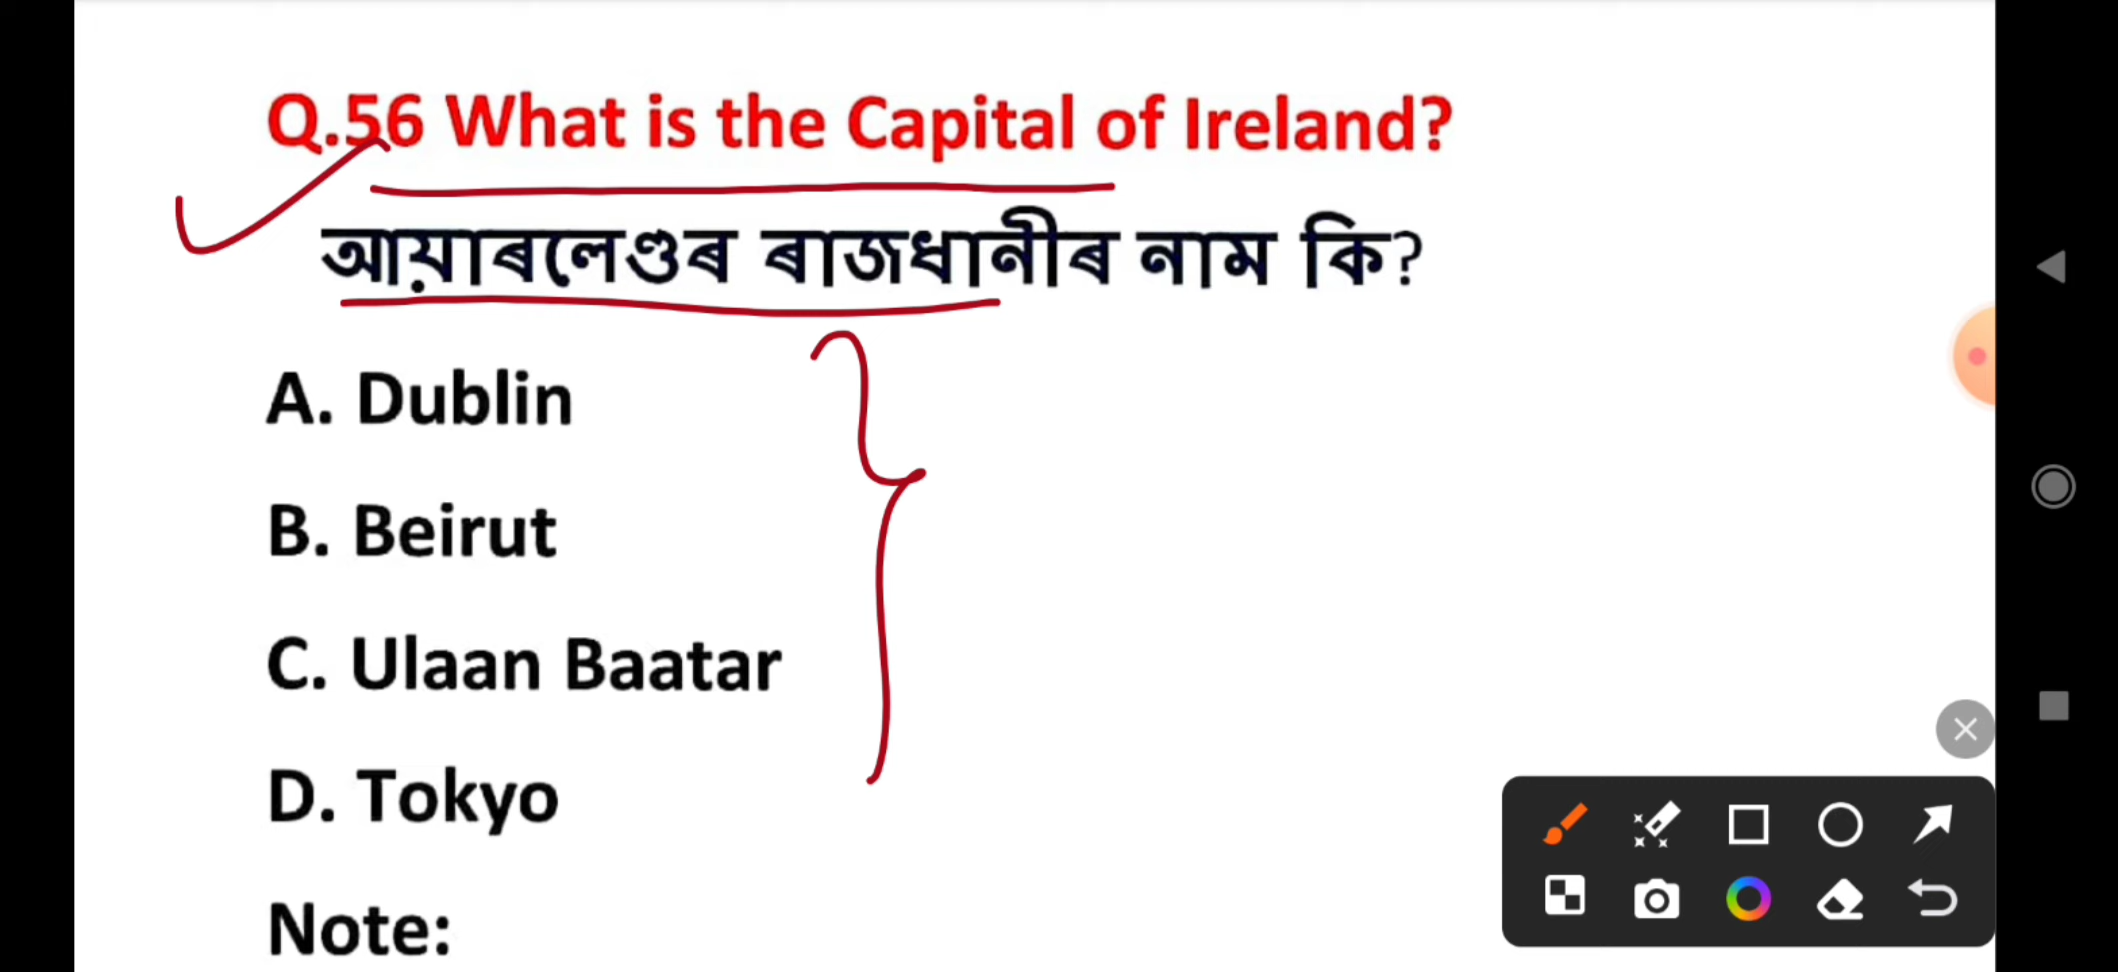 Q.56 What is the Capital of Ireland?
আয়াৰলেণ্ডৰ ৰাজধানীৰ নাম কি?
A. Dublin
B. Beirut
C. Ulaan Baatar
D. Tokyo
Note: